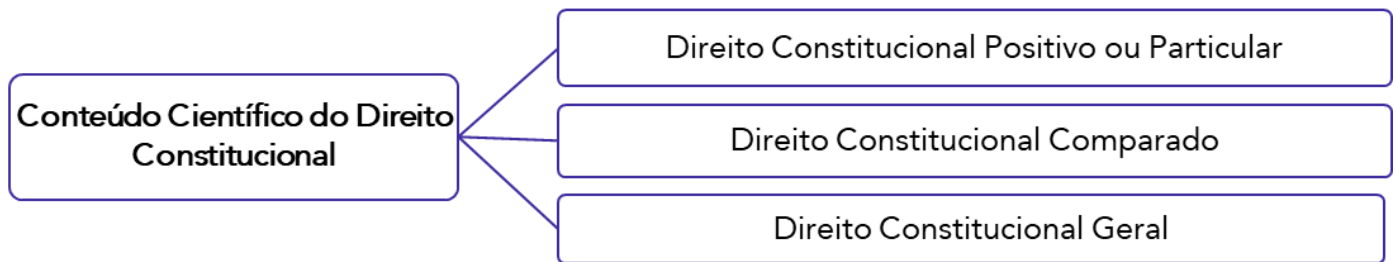 Conteúdo Científico do Direito
Constitucional
Direito Constitucional Positivo ou Particular
Direito Constitucional Comparado
Direito Constitucional Geral